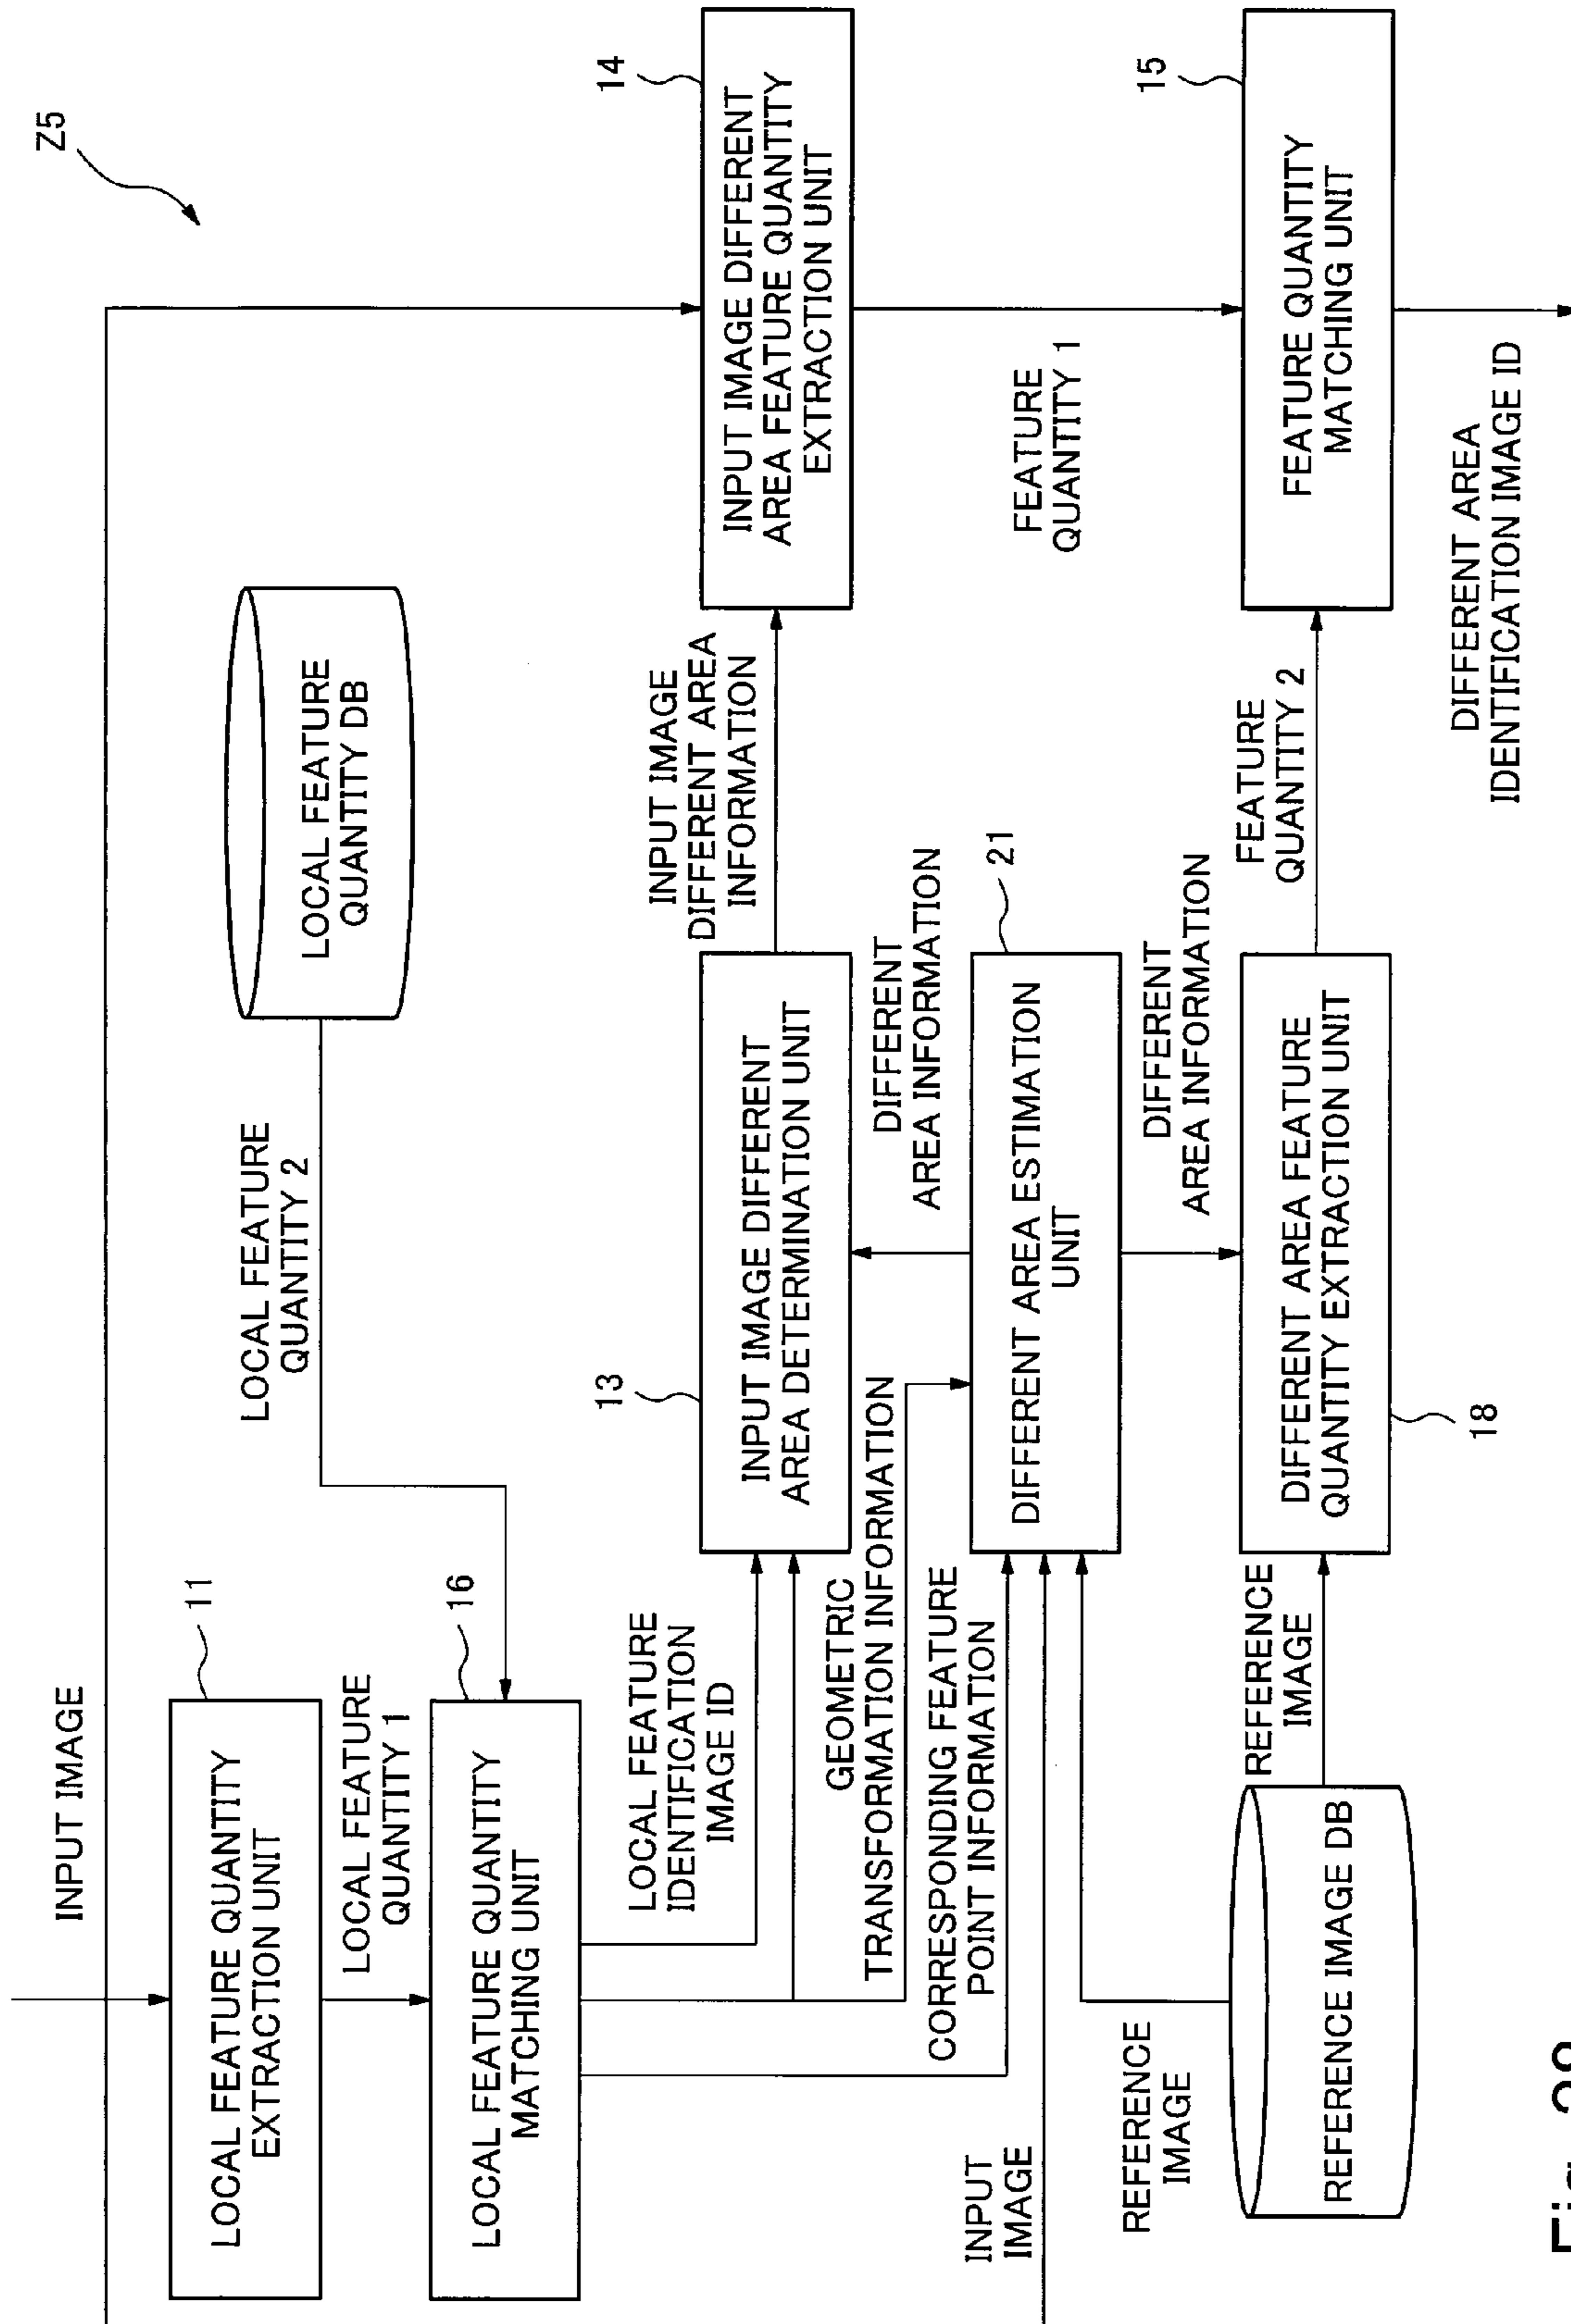 Z5
INPUT IMAGE
11
LOCAL FEATURE QUANTITY
EXTRACTION UNIT
LOCAL FEATURE
QUANTITY 1
LOCAL FEATURE
QUANTITY 2
LOCAL FEATURE
QUANTITY DB
16
LOCAL FEATURE QUANTITY
MATCHING UNIT
LOCAL FEATURE
IDENTIFICATION
IMAGE ID
13
INPUT IMAGE DIFFERENT
AREA DETERMINATION UNIT
INPUT IMAGE
DIFFERENT AREA
INFORMATION
14
INPUT IMAGE DIFFERENT
AREA FEATURE QUANTITY
EXTRACTION UNIT
GEOMETRIC
TRANSFORMATION INFORMATION
DIFFERENT
AREA INFORMATION
CORRESPONDING FEATURE
POINT INFORMATION
INPUT
IMAGE
21
DIFFERENT AREA ESTIMATION
UNIT
FEATURE
QUANTITY 1
REFERENCE
IMAGE
DIFFERENT
AREA INFORMATION
REFERENCE IMAGE DB
REFERENCE
IMAGE
18
DIFFERENT AREA FEATURE
QUANTITY EXTRACTION UNIT
FEATURE
QUANTITY 2
15
FEATURE QUANTITY
MATCHING UNIT
DIFFERENT AREA
IDENTIFICATION IMAGE ID